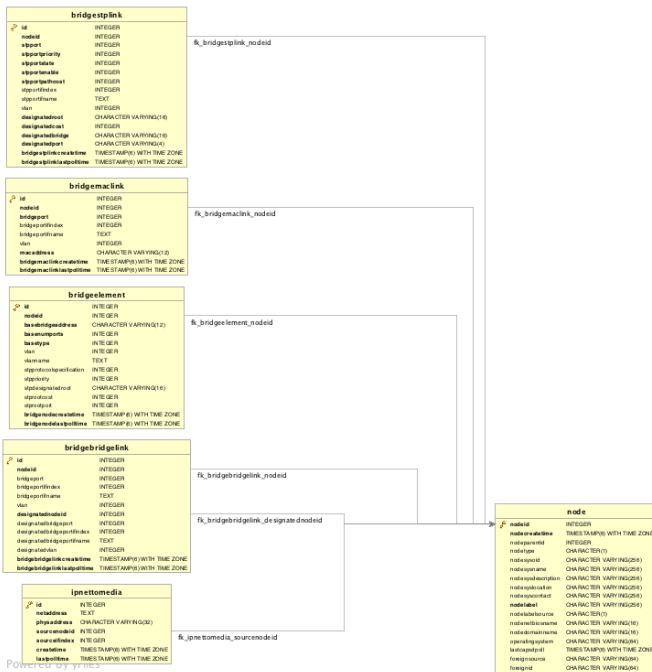 bridgestplink
id INTEGER
nodeid INTEGER
stpport INTEGER
stpportpriority INTEGER
stpportstate INTEGER
stpportenable INTEGER
stpportpathcost INTEGER
stpportifindex INTEGER
stpportifname TEXT
vlan INTEGER
designatedroot CHARACTER VARYING(16)
designatedcost INTEGER
designatedbridge CHARACTER VARYING(16)
designatedport CHARACTER VARYING(4)
bridgestplinkcreatetime TIMESTAMP(6) WITH TIME ZONE
bridgestplinklastpolltime TIMESTAMP(6) WITH TIME ZONE
fk_bridgestplink_nodeid
bridgemaclink
id INTEGER
nodeid INTEGER
bridgeport INTEGER
bridgeportifindex INTEGER
bridgeportifname TEXT
vlan INTEGER
macaddress CHARACTER VARYING(12)
bridgemaclinkcreatetime TIMESTAMP(6) WITH TIME ZONE
bridgemaclinklastpolltime TIMESTAMP(6) WITH TIME ZONE
fk_bridgemaclink_nodeid
bridgeelement
id INTEGER
nodeid INTEGER
basebridgeaddress CHARACTER VARYING(12)
basenumports INTEGER
basetype INTEGER
vlan INTEGER
vlanname TEXT
stpprotocolspecification INTEGER
stppriority INTEGER
stpdesignatedroot CHARACTER VARYING(16)
stprootcost INTEGER
stprootport INTEGER
bridgenodecreatetime TIMESTAMP(6) WITH TIME ZONE
bridgenodelastpolltime TIMESTAMP(6) WITH TIME ZONE
fk_bridgeelement_nodeid
bridgebridgelink
id INTEGER
nodeid INTEGER
bridgeport INTEGER
bridgeportifindex INTEGER
bridgeportifname TEXT
vlan INTEGER
designatednodeid INTEGER
designatedbridgeport INTEGER
designatedbridgeportifindex INTEGER
designatedbridgeportifname TEXT
designatedvlan INTEGER
bridgebridgelinkcreatetime TIMESTAMP(6) WITH TIME ZONE
bridgebridgelinklastpolltime TIMESTAMP(6) WITH TIME ZONE
fk_bridgebridgelink_nodeid
fk_bridgebridgelink_designatednodeid
ipnettomedia
id INTEGER
netaddress TEXT
physaddress CHARACTER VARYING(32)
sourcenodeid INTEGER
sourceifindex INTEGER
createtime TIMESTAMP(6) WITH TIME ZONE
lastpolltime TIMESTAMP(6) WITH TIME ZONE
fk_ipnettomedia_sourcenodeid
node
nodeid INTEGER
nodecreatetime TIMESTAMP(6) WITH TIME ZONE
nodeparentid INTEGER
nodetype CHARACTER(1)
nodesysoid CHARACTER VARYING(256)
nodesysname CHARACTER VARYING(256)
nodesysdescription CHARACTER VARYING(256)
nodesyslocation CHARACTER VARYING(256)
nodesyscontact CHARACTER VARYING(256)
nodelabel CHARACTER VARYING(256)
nodelabelsource CHARACTER(1)
nodenetbiosname CHARACTER VARYING(16)
nodedomainname CHARACTER VARYING(16)
operatingsystem CHARACTER VARYING(64)
lastcapsdpoll TIMESTAMP(6) WITH TIME ZONE
foreignsource CHARACTER VARYING(64)
foreignid CHARACTER VARYING(64)
Powered by yFiles